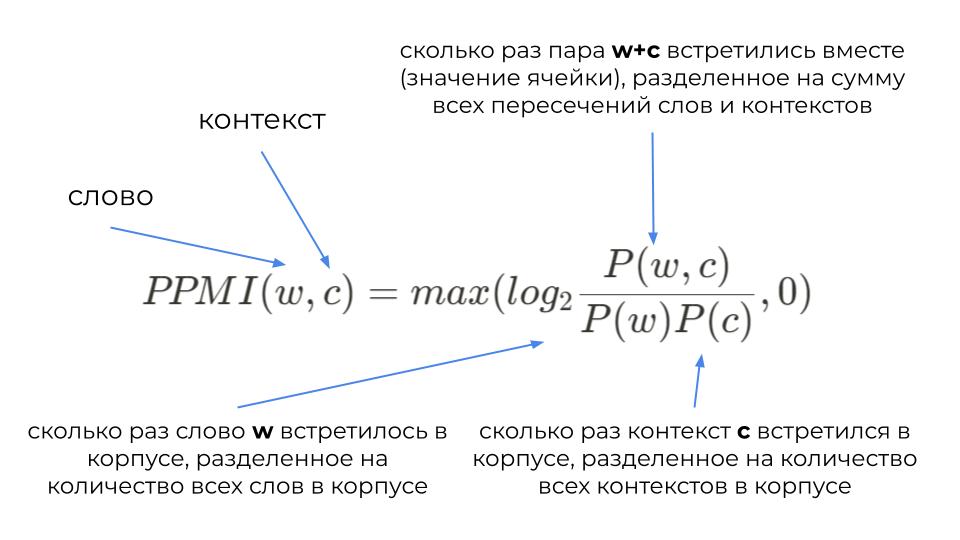 сколько раз пара w+c встретились вместе
(значение ячейки), разделенное на сумму
всех пересечений слов и контекстов
контекст
слово
PPMI(w, c) = max(log₂ P(w, c) / P(w)P(c), 0)
сколько раз слово w встретилось в
корпусе, разделенное на
количество всех слов в корпусе
сколько раз контекст c встретился в
корпусе, разделенное на количество
всех контекстов в корпусе